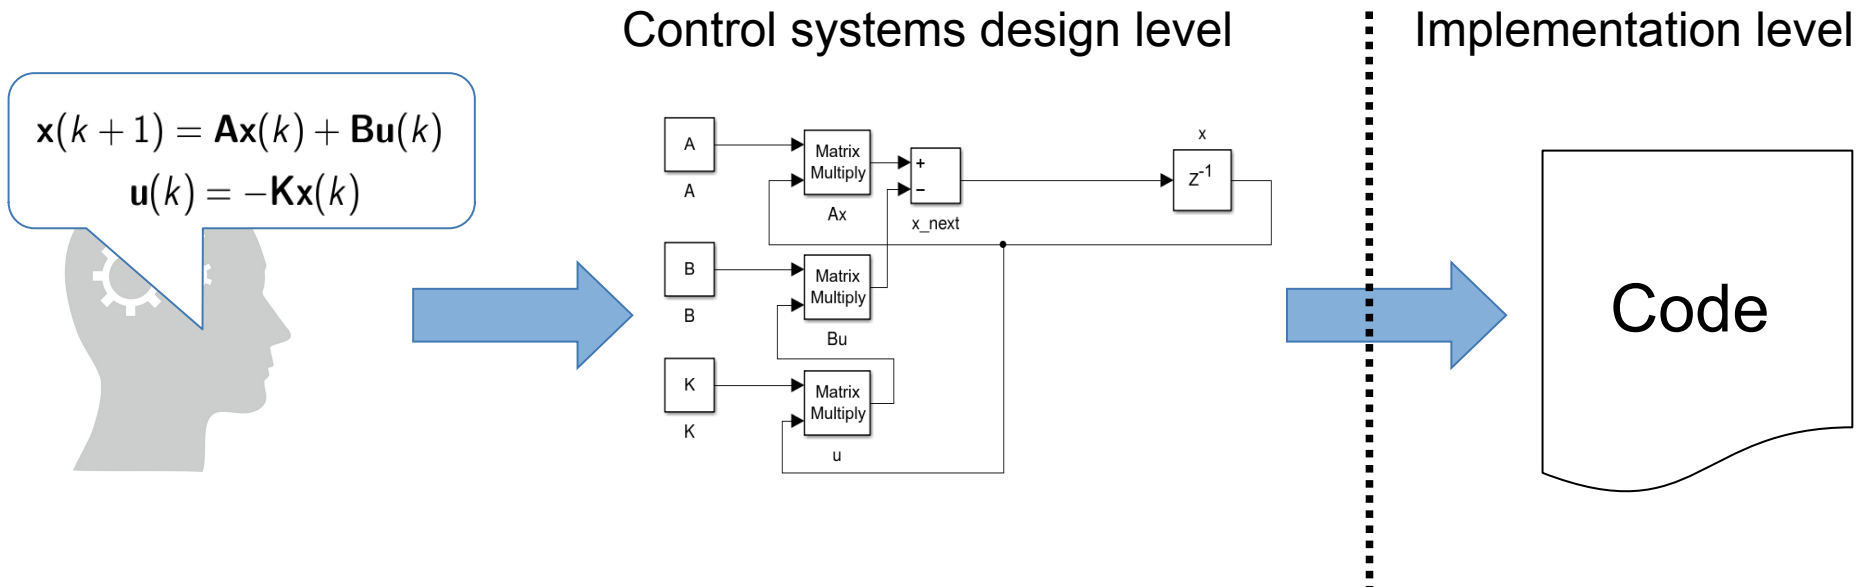 Control systems design level
Implementation level
x(k + 1) = Ax(k) + Bu(k)
u(k) = −Kx(k)
A
A
Matrix
Multiply
Ax
+
−
x_next
x
Z⁻¹
B
B
Matrix
Multiply
Bu
K
K
Matrix
Multiply
u
Code